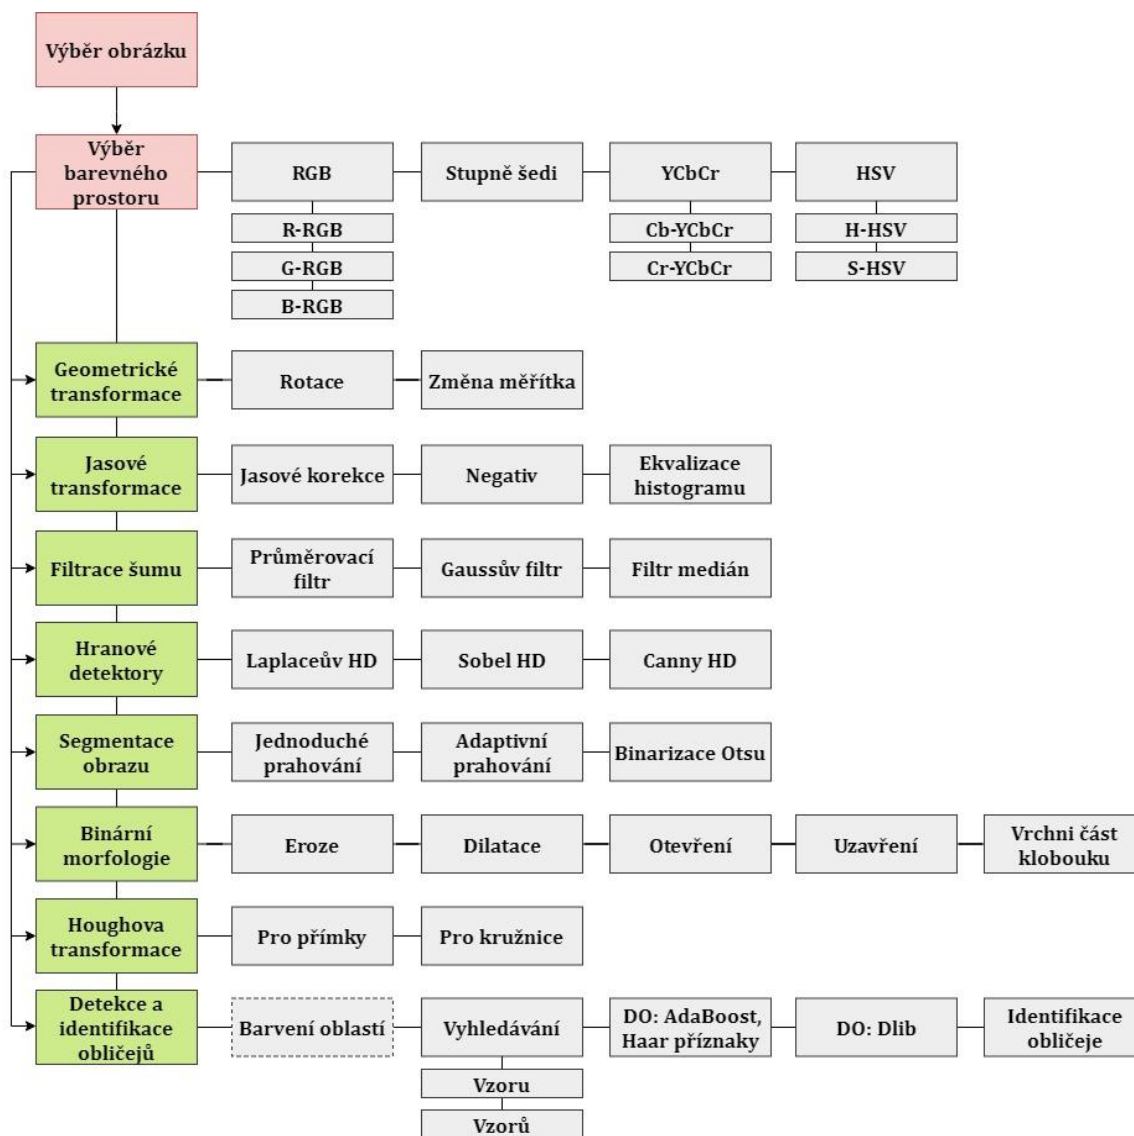 Výběr obrázku
Výběr
barevného
prostoru
RGB
Stupně šedi
YCbCr
HSV
R-RGB
Cb-YCbCr
H-HSV
G-RGB
Cr-YCbCr
S-HSV
B-RGB
Geometrické
transformace
Rotace
Změna měřítka
Jasové
transformace
Jasové korekce
Negativ
Ekvalizace
histogramu
Filtrace šumu
Průměrovací
filtr
Gaussův filtr
Filtr medián
Hranové
detektory
Laplaceův HD
Sobel HD
Canny HD
Segmentace
obrazu
Jednoduché
prahování
Adaptivní
prahování
Binarizace Otsu
Binární
morfologie
Eroze
Dilatace
Otevření
Uzavření
Vrchni část
klobouku
Houghova
transformace
Pro přímky
Pro kružnice
Detekce a
identifikace
obličejů
Barvení oblastí
Vyhledávání
DO: AdaBoost,
Haar příznaky
DO: Dlib
Identifikace
obličeje
Vzoru
Vzorů